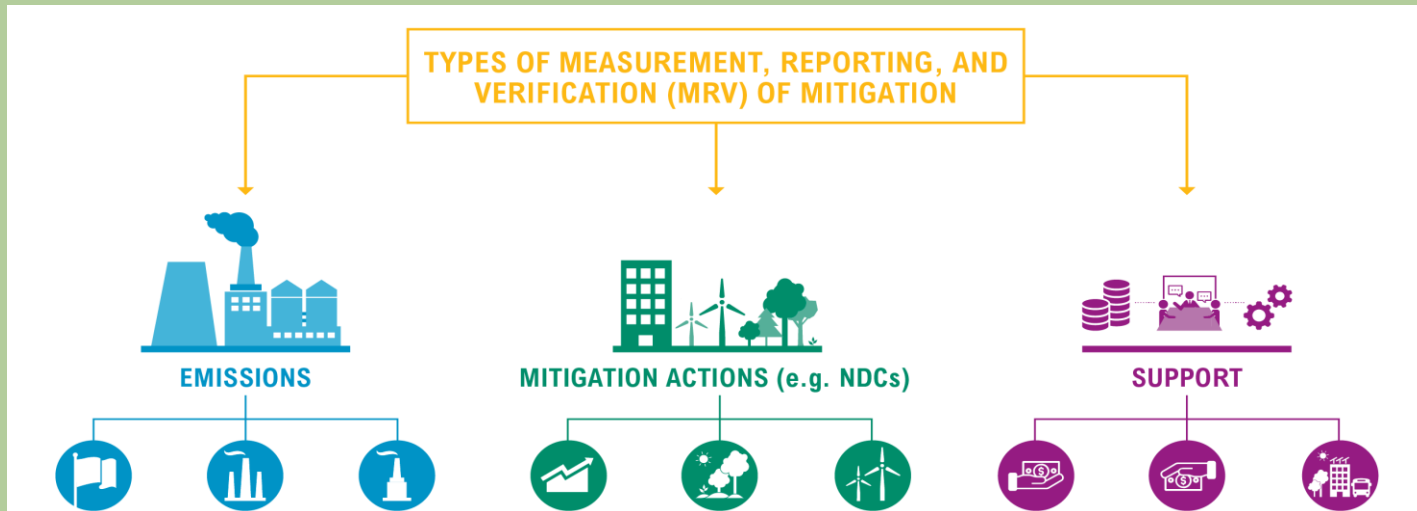 TYPES OF MEASUREMENT, REPORTING, AND
VERIFICATION (MRV) OF MITIGATION
EMISSIONS
MITIGATION ACTIONS (e.g. NDCs)
SUPPORT